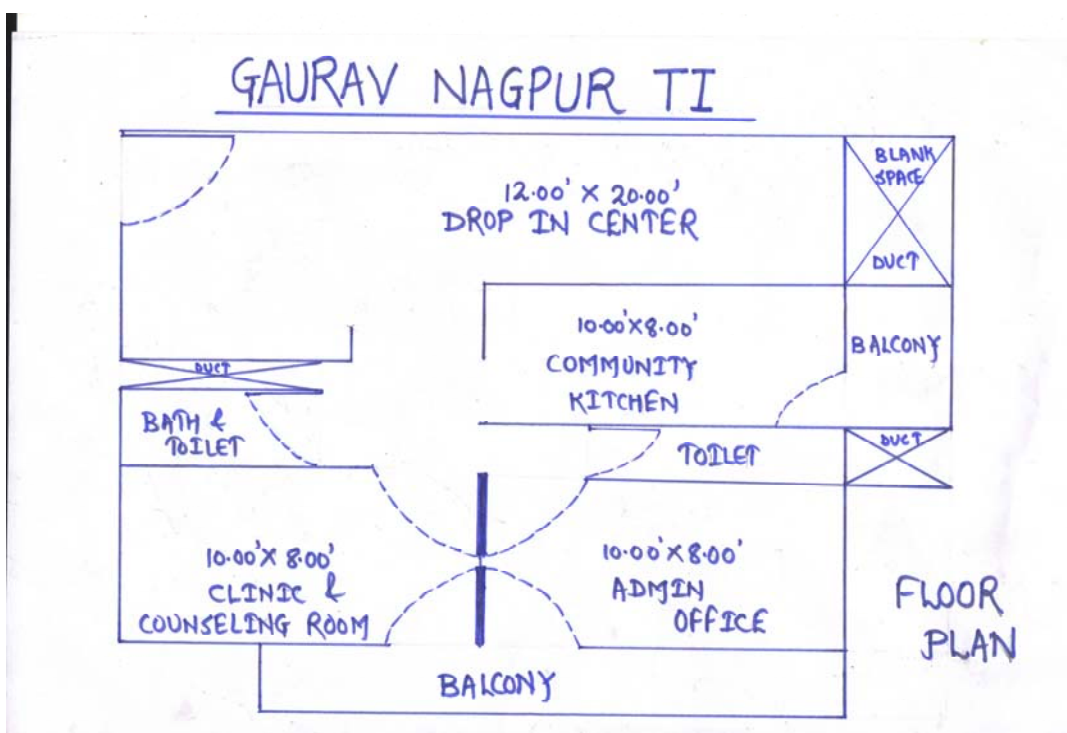 GAURAV NAGPUR TI
BLANK
SPACE
DUCT
12.00' X 20.00'
DROP IN CENTER
10.00' X 8.00'
COMMUNITY
KITCHEN
BALCONY
DUCT
BATH &
TOILET
TOILET
DUCT
10.00' X 8.00'
CLINIC &
COUNSELING ROOM
10.00' X 8.00'
ADMIN
OFFICE
FLOOR
PLAN
BALCONY